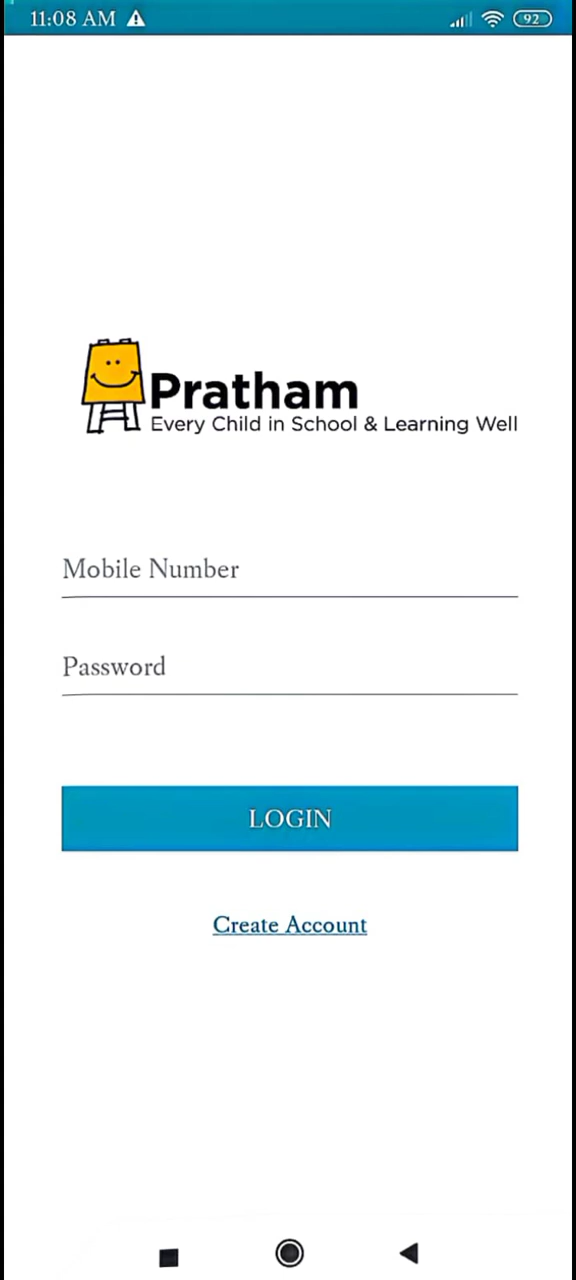 11:08 AM 92
Pratham
Every Child in School & Learning Well
Mobile Number
Password
LOGIN
Create Account